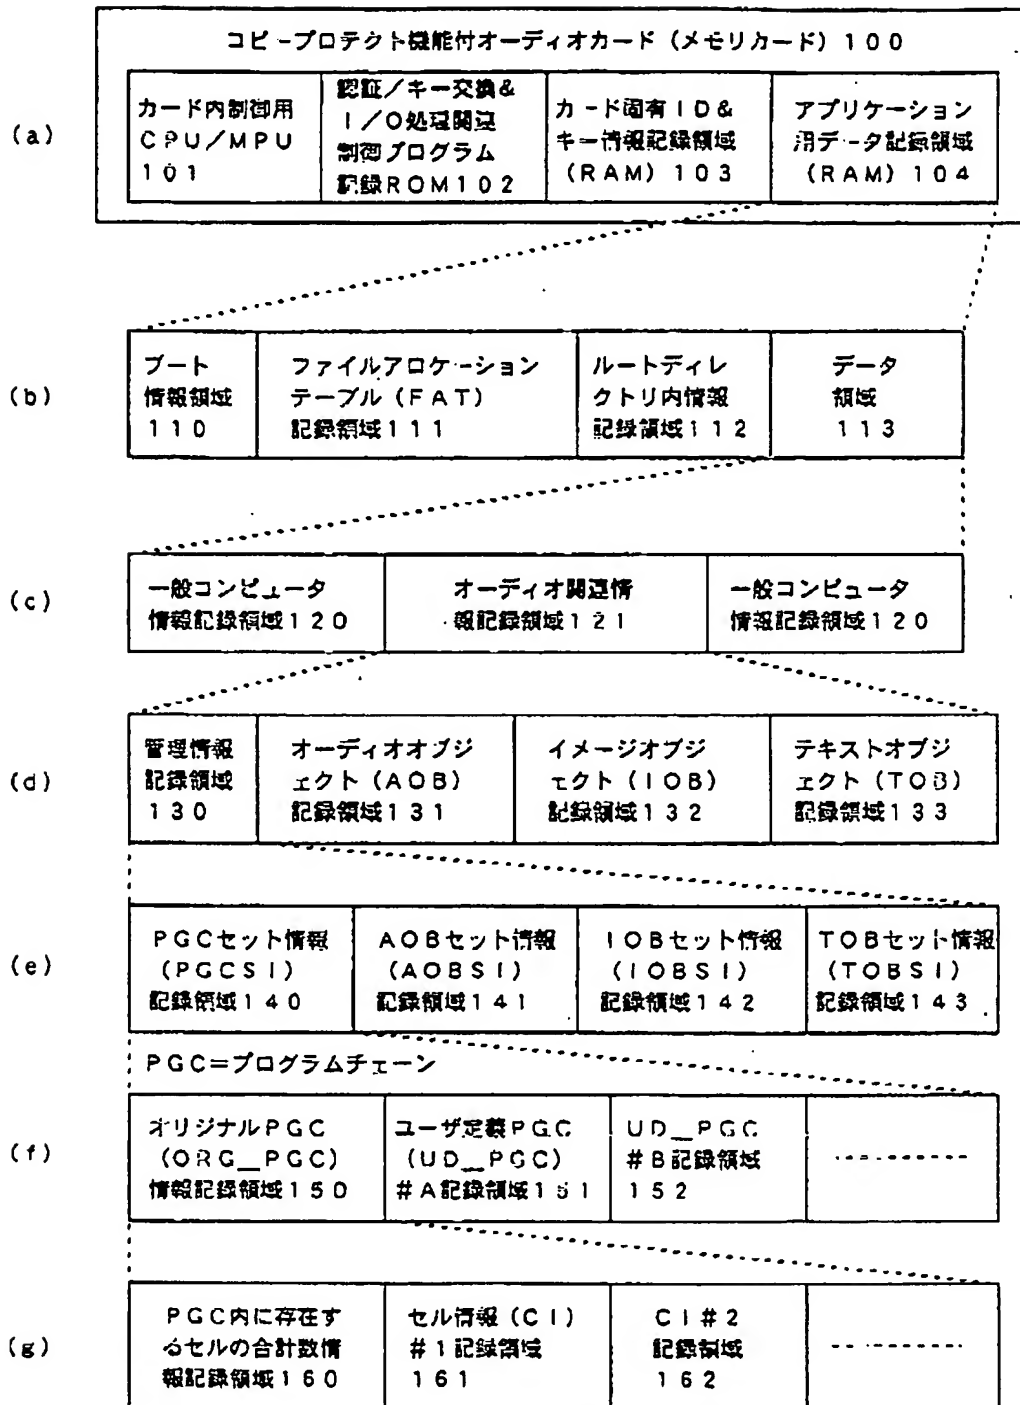 コピープロテクト機能付オーディオカード（メモリカード）１００
(a)
カード内制御用
ＣＰＵ／ＭＰＵ
１０１
認証／キー交換＆
Ｉ／Ｏ処理関連
制御プログラム
記録ＲＯＭ１０２
カード固有ＩＤ＆
キー情報記録領域
（ＲＡＭ）１０３
アプリケーション
用データ記録領域
（ＲＡＭ）１０４
(b)
ブート
情報領域
１１０
ファイルアロケーション
テーブル（ＦＡＴ）
記録領域１１１
ルートディレ
クトリ内情報
記録領域１１２
データ
領域
１１３
(c)
一般コンピュータ
情報記録領域１２０
オーディオ関連情
報記録領域１２１
一般コンピュータ
情報記録領域１２０
(d)
管理情報
記録領域
１３０
オーディオオブジ
ェクト（ＡＯＢ）
記録領域１３１
イメージオブジ
ェクト（ＩＯＢ）
記録領域１３２
テキストオブジ
ェクト（ＴＯＢ）
記録領域１３３
(e)
ＰＧＣセット情報
（ＰＧＣＳＩ）
記録領域１４０
ＡＯＢセット情報
（ＡＯＢＳＩ）
記録領域１４１
ＩＯＢセット情報
（ＩＯＢＳＩ）
記録領域１４２
ＴＯＢセット情報
（ＴＯＢＳＩ）
記録領域１４３
ＰＧＣ＝プログラムチェーン
(f)
オリジナルＰＧＣ
（ＯＲＧ＿ＰＧＣ）
情報記録領域１５０
ユーザ定義ＰＧＣ
（ＵＤ＿ＰＧＣ）
＃Ａ記録領域１５１
ＵＤ＿ＰＧＣ
＃Ｂ記録領域
１５２
(g)
ＰＧＣ内に存在す
るセルの合計数情
報記録領域１６０
セル情報（ＣＩ）
＃１記録領域
１６１
ＣＩ＃２
記録領域
１６２